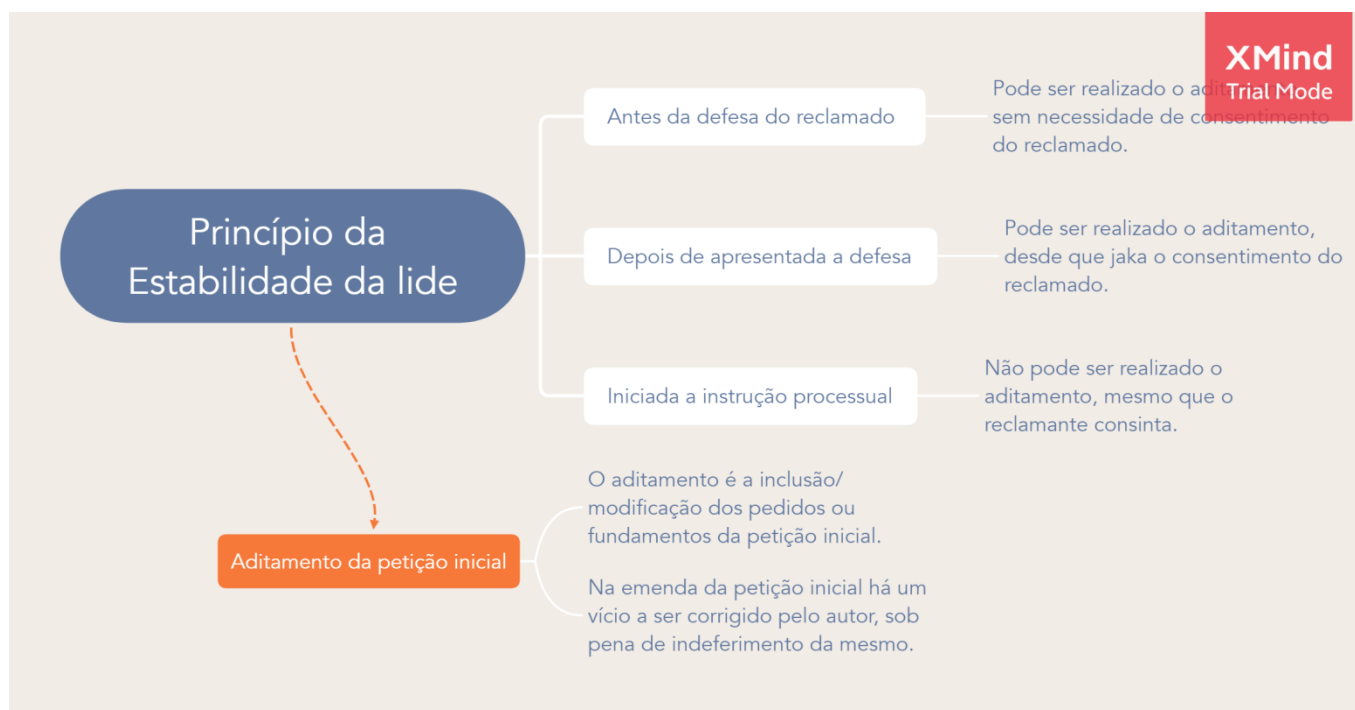 XMind
Trial Mode
Antes da defesa do reclamado
Pode ser realizado o
sem necessidade de consentimento
do reclamado.
Princípio da
Estabilidade da lide
Depois de apresentada a defesa
Pode ser realizado o aditamento,
desde que jaka o consentimento do
reclamado.
Iniciada a instrução processual
Não pode ser realizado o
aditamento, mesmo que o
reclamante consinta.
Aditamento da petição inicial
O aditamento é a inclusão/
modificação dos pedidos ou
fundamentos da petição inicial.
Na emenda da petição inicial há um
vício a ser corrigido pelo autor, sob
pena de indeferimento da mesmo.